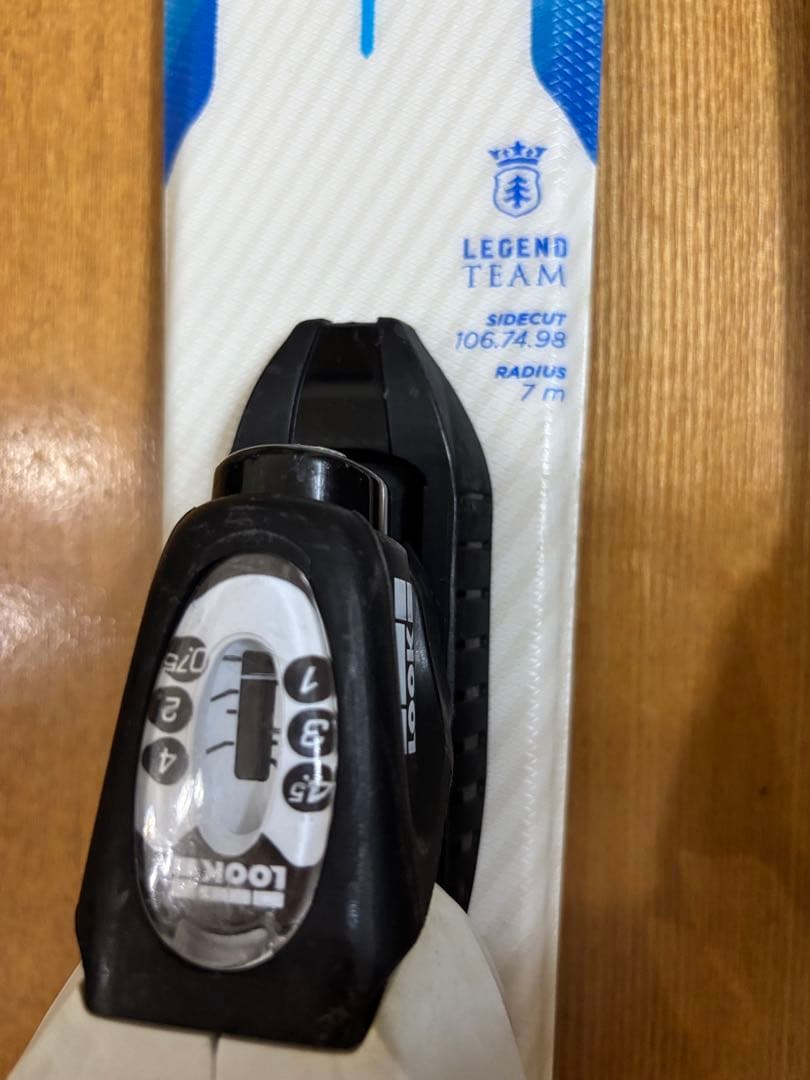 LEGEND
TEAM
SIDECUT
106.74.98
RADIUS
7 m
LOOK
0,75
1
2
3
4
4,5
LOOK